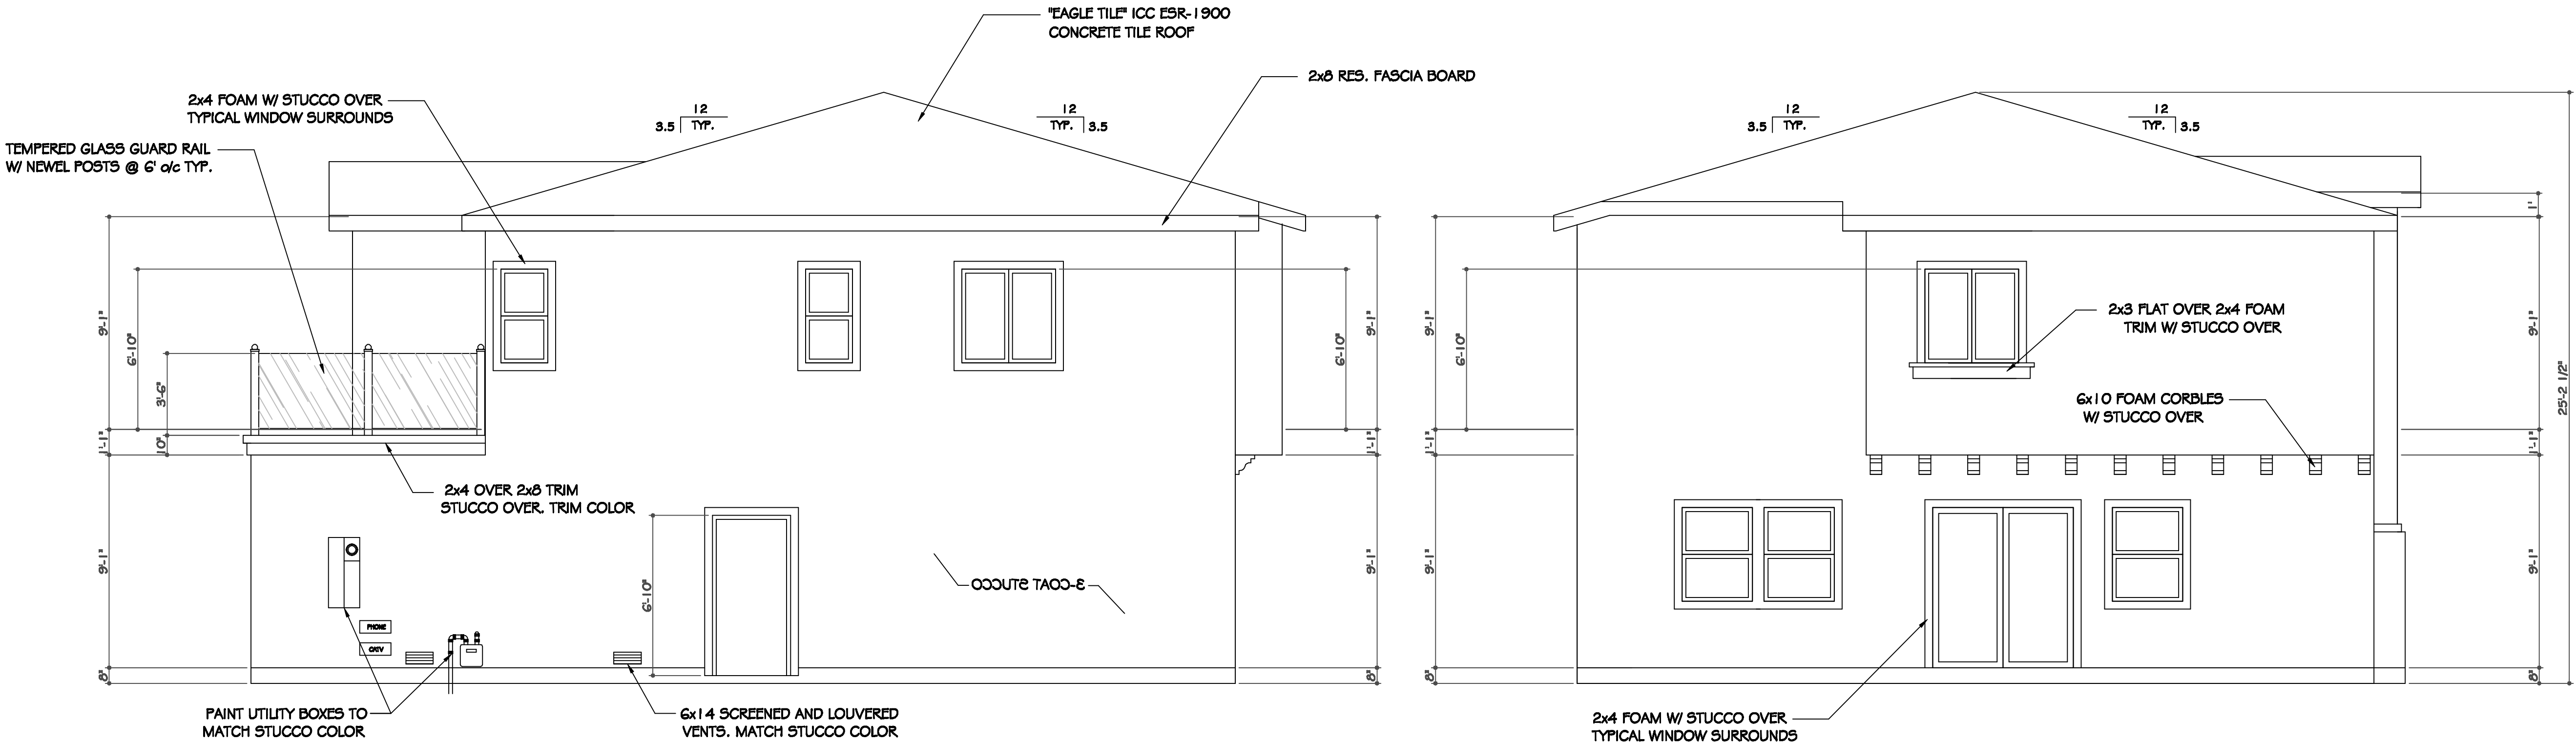 "EAGLE TILE" ICC ESR-1900
CONCRETE TILE ROOF
2x8 RES. FASCIA BOARD
2x4 FOAM W/ STUCCO OVER
TYPICAL WINDOW SURROUNDS
TEMPERED GLASS GUARD RAIL
W/ NEWEL POSTS @ 6' o/c TYP.
12
3.5 TYP.
12
TYP. 3.5
9'-1"
6'-10"
3'-6"
1'-1"
10"
9'-1"
8"
2x4 OVER 2x8 TRIM
STUCCO OVER. TRIM COLOR
6'-10"
3-COAT STUCCO
PHONE
CATV
PAINT UTILITY BOXES TO
MATCH STUCCO COLOR
6x14 SCREENED AND LOUVERED
VENTS. MATCH STUCCO COLOR
6'-10"
9'-1"
1'-1"
9'-1"
8"
12
3.5 TYP.
12
TYP. 3.5
9'-1"
6'-10"
1'-1"
9'-1"
8"
2x3 FLAT OVER 2x4 FOAM
TRIM W/ STUCCO OVER
6x10 FOAM CORBLES
W/ STUCCO OVER
2x4 FOAM W/ STUCCO OVER
TYPICAL WINDOW SURROUNDS
1'
9'-1"
1'-1"
9'-1"
8"
25'-2 1/2"